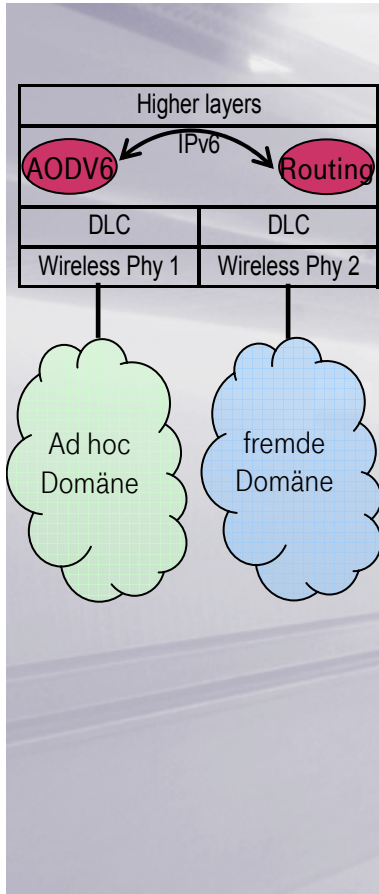 Higher layers
IPv6
AODV6 Routing
DLC DLC
Wireless Phy 1 Wireless Phy 2
Ad hoc
Domäne
fremde
Domäne